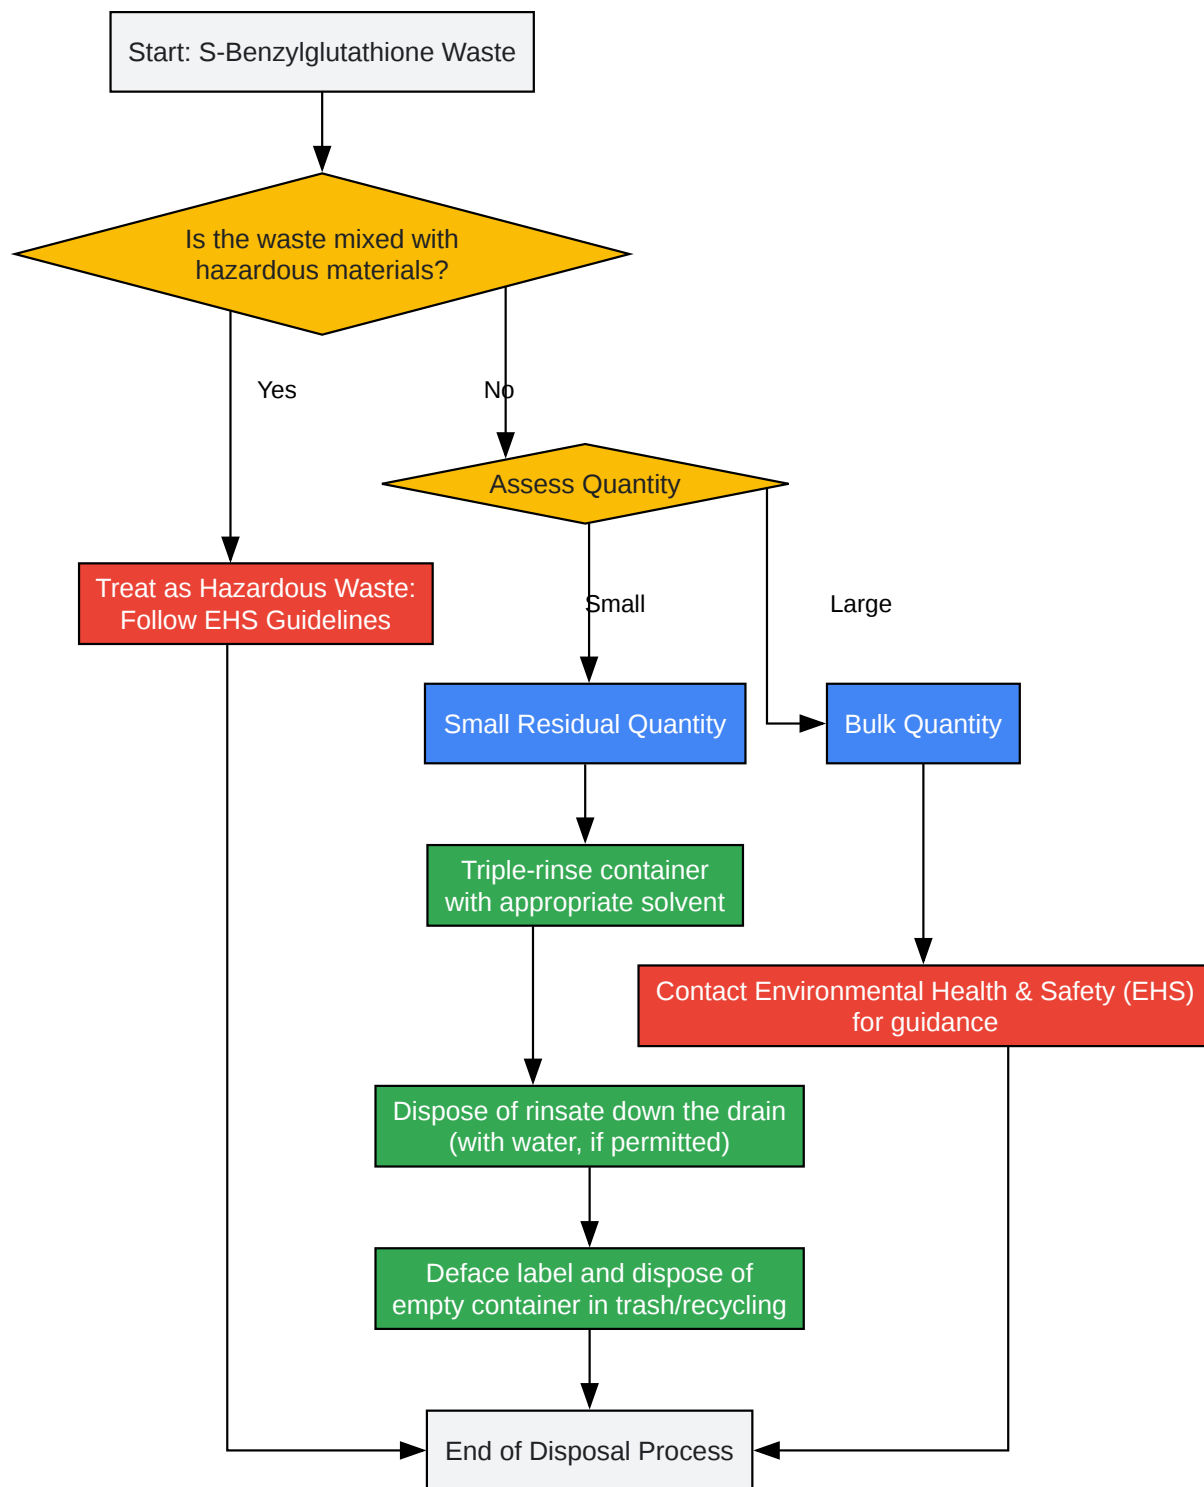 Start: S-Benzylglutathione Waste
Is the waste mixed with
hazardous materials?
Yes
No
Assess Quantity
Treat as Hazardous Waste:
Follow EHS Guidelines
Small
Large
Small Residual Quantity
Bulk Quantity
Triple-rinse container
with appropriate solvent
Contact Environmental Health & Safety (EHS)
for guidance
Dispose of rinsate down the drain
(with water, if permitted)
Deface label and dispose of
empty container in trash/recycling
End of Disposal Process